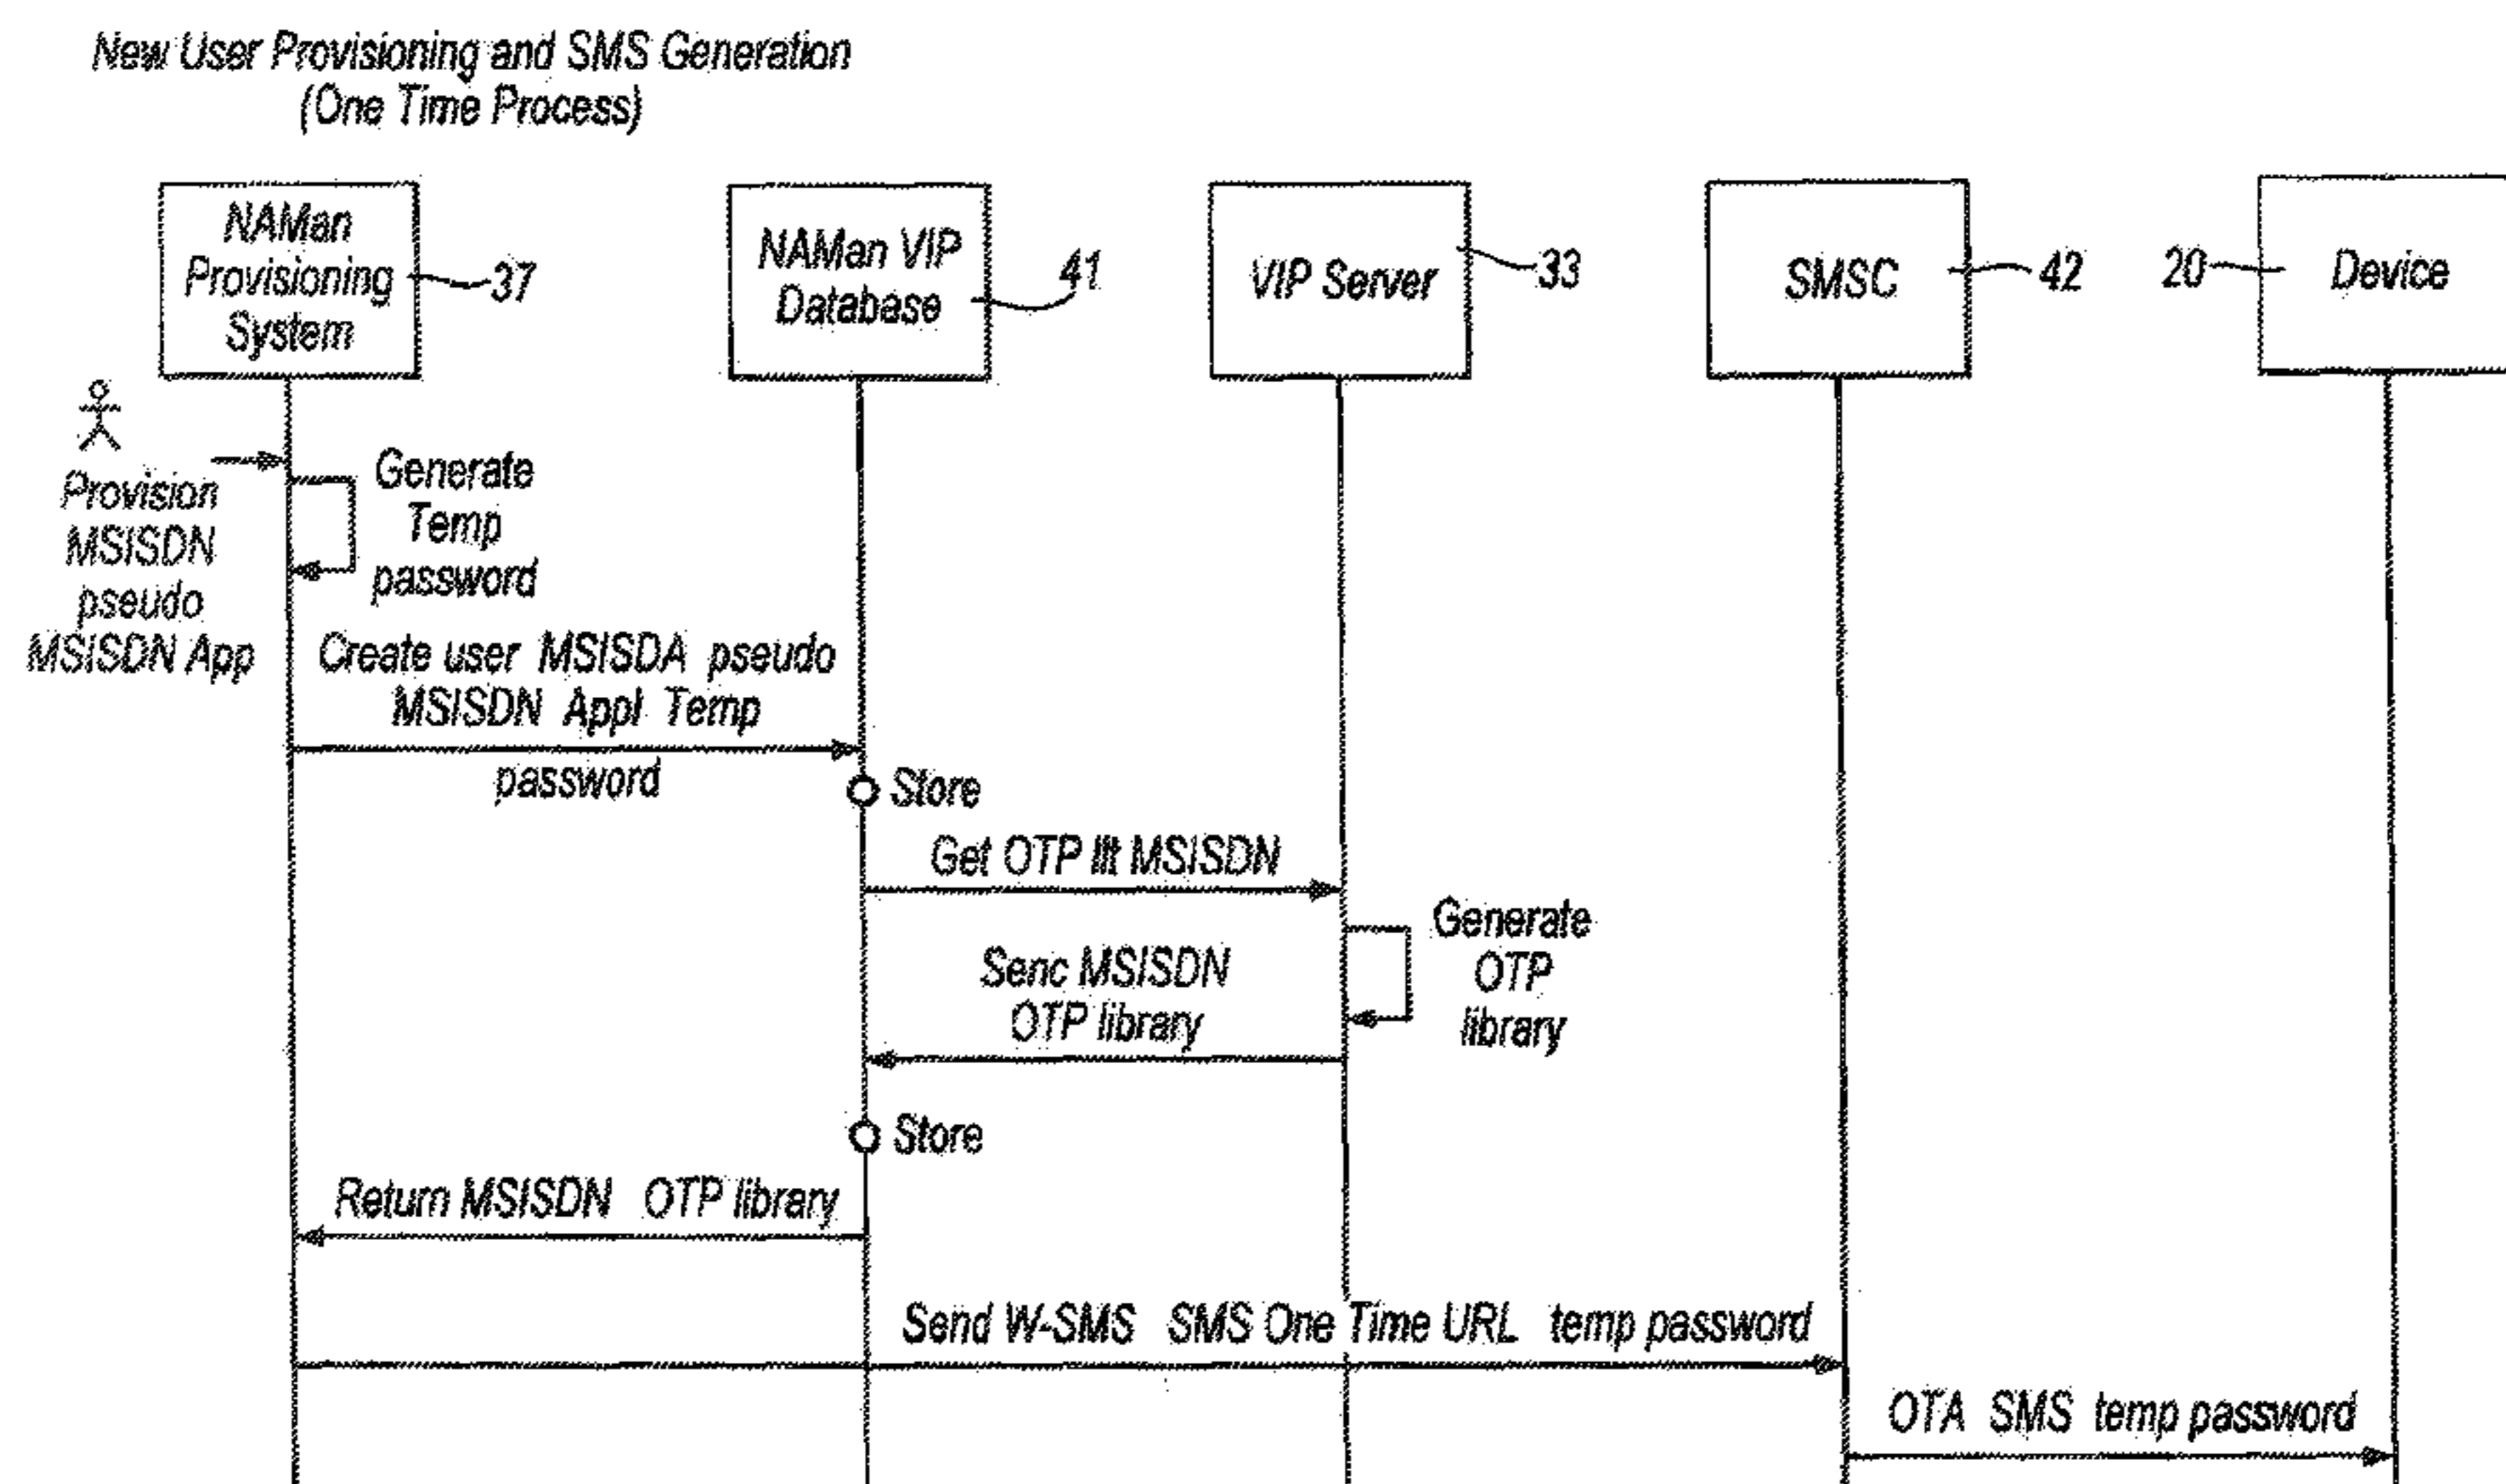 New User Provisioning and SMS Generation
(One Time Process)
NAMan
Provisioning
System
37
NAMan VIP
Database
41
VIP Server
33
SMSC
42
20
Device
Provision
MSISDN
pseudo
MSISDN App
Generate
Temp
password
Create user MSISDA pseudo
MSISDN Appl Temp
password
Store
Get OTP llt MSISDN
Generate
OTP
library
Senc MSISDN
OTP library
Store
Return MSISDN OTP library
Send W-SMS SMS One Time URL temp password
OTA SMS temp password